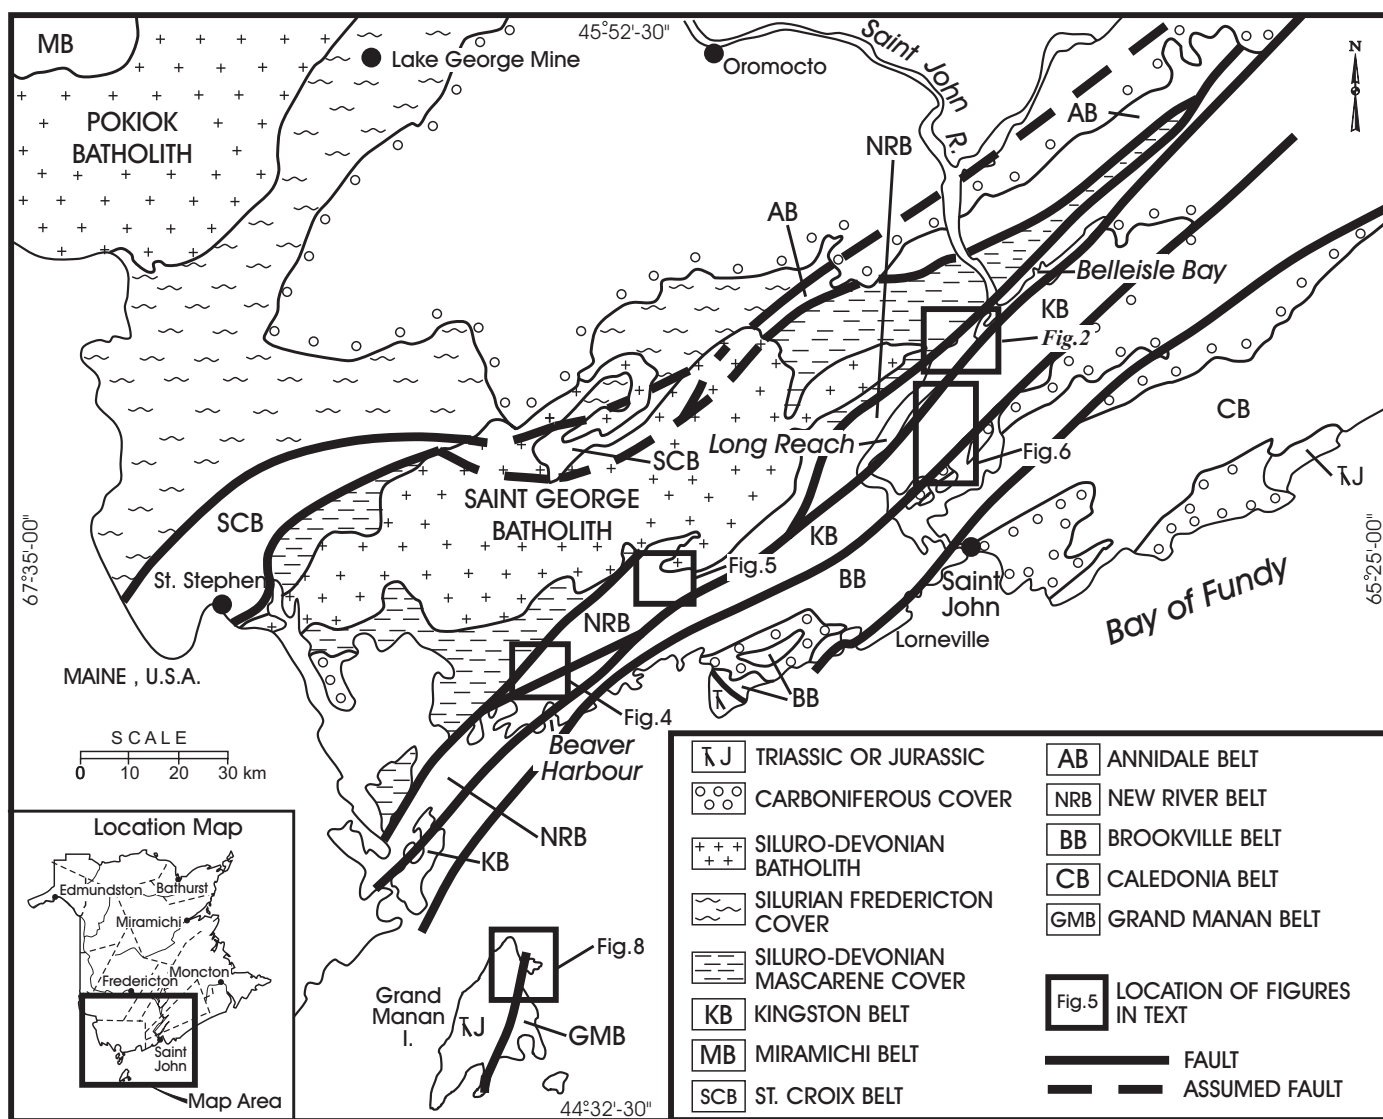 MB
45°52'-30"
Lake George Mine
Oromocto
Saint John R.
N
POKIOK
BATHOLITH
AB
NRB
AB
Belleisle Bay
KB
Fig.2
CB
Long Reach
SCB
Fig.6
ŦJ
SAINT GEORGE
BATHOLITH
SCB
67°35'-00"
65°25'-00"
KB
Fig.5
BB
St. Stephen
Saint
John
Bay of Fundy
NRB
Lorneville
MAINE , U.S.A.
BB
Fig.4
Beaver
Harbour
SCALE
0 10 20 30 km
NRB
KB
Fig.8
Grand
Manan
I.
ŦJ
GMB
44°32'-30"
Location Map
Edmundston
Bathurst
Miramichi
Moncton
Fredericton
Saint
John
Map Area
ŦJ TRIASSIC OR JURASSIC
CARBONIFEROUS COVER
SILURO-DEVONIAN
BATHOLITH
SILURIAN FREDERICTON
COVER
SILURO-DEVONIAN
MASCARENE COVER
KB KINGSTON BELT
MB MIRAMICHI BELT
SCB ST. CROIX BELT
AB ANNIDALE BELT
NRB NEW RIVER BELT
BB BROOKVILLE BELT
CB CALEDONIA BELT
GMB GRAND MANAN BELT
Fig.5 LOCATION OF FIGURES
IN TEXT
FAULT
ASSUMED FAULT